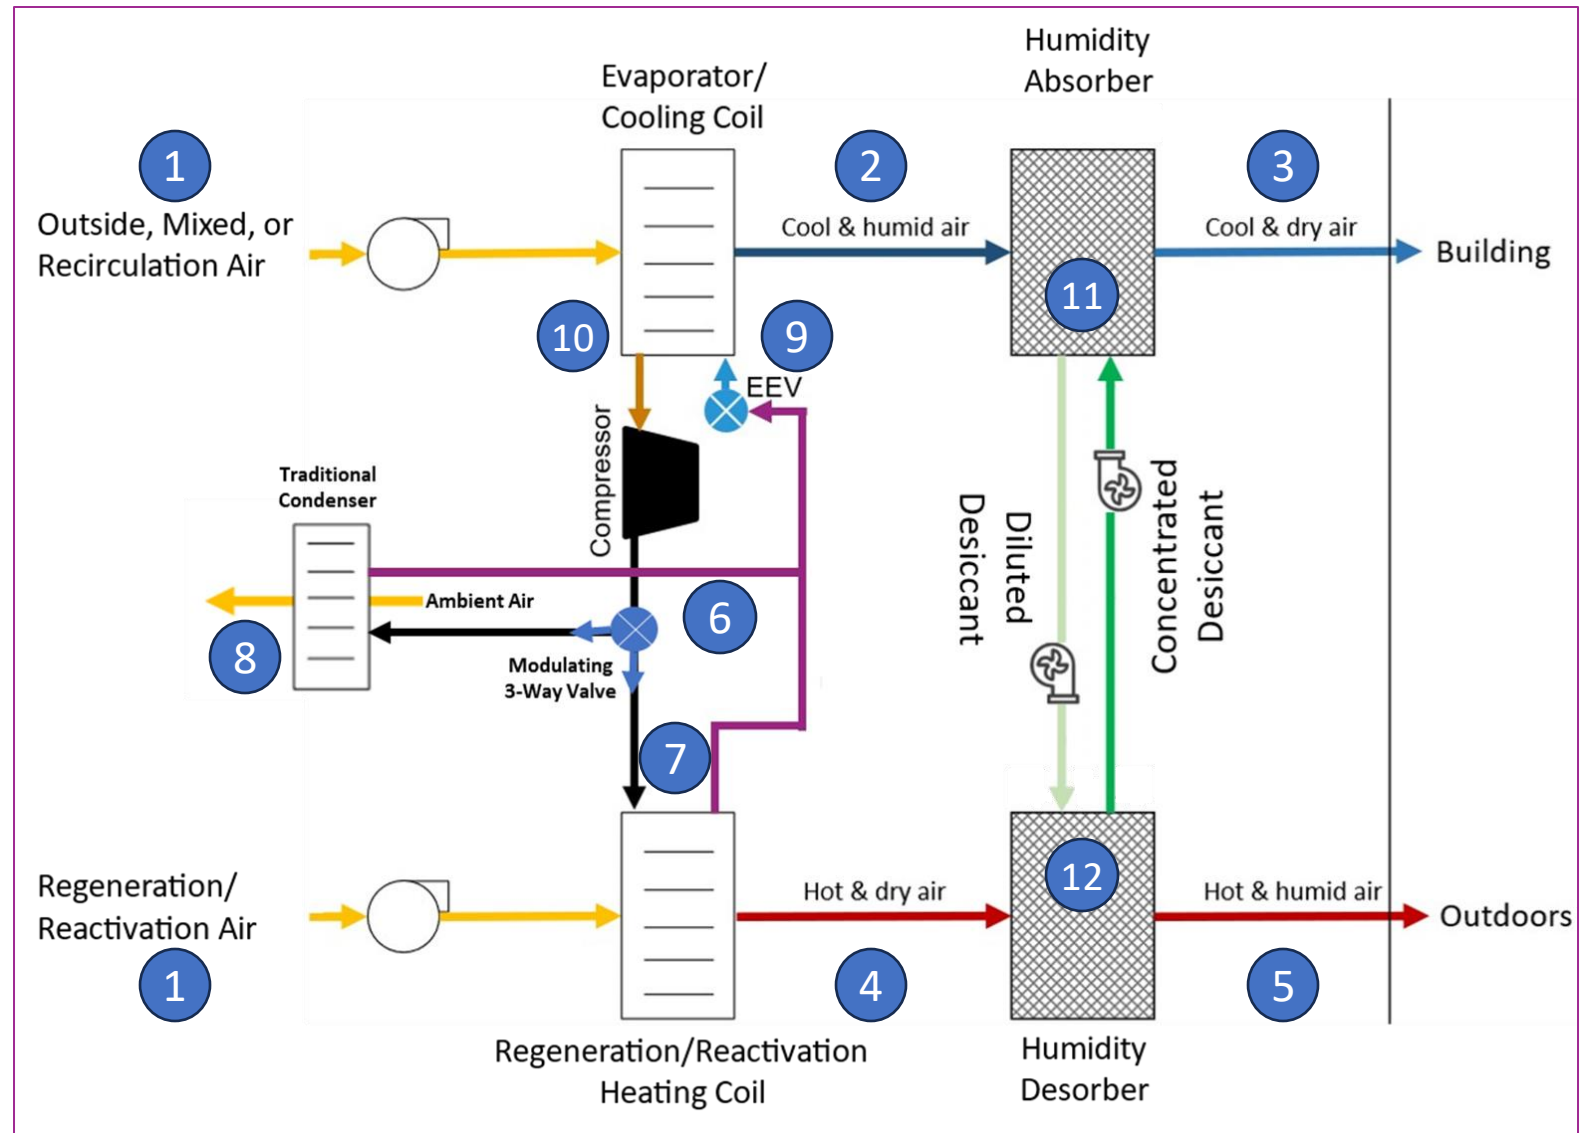 Humidity
Absorber
Evaporator/
Cooling Coil
1
2
3
Outside, Mixed, or
Recirculation Air
Cool & humid air
Cool & dry air
Building
11
10
9
EEV
Compressor
Traditional
Condenser
Ambient Air
6
8
Modulating
3-Way Valve
7
Diluted
Desiccant
Concentrated
Desiccant
12
Regeneration/
Reactivation Air
1
Hot & dry air
Hot & humid air
Outdoors
4
5
Regeneration/Reactivation
Heating Coil
Humidity
Desorber